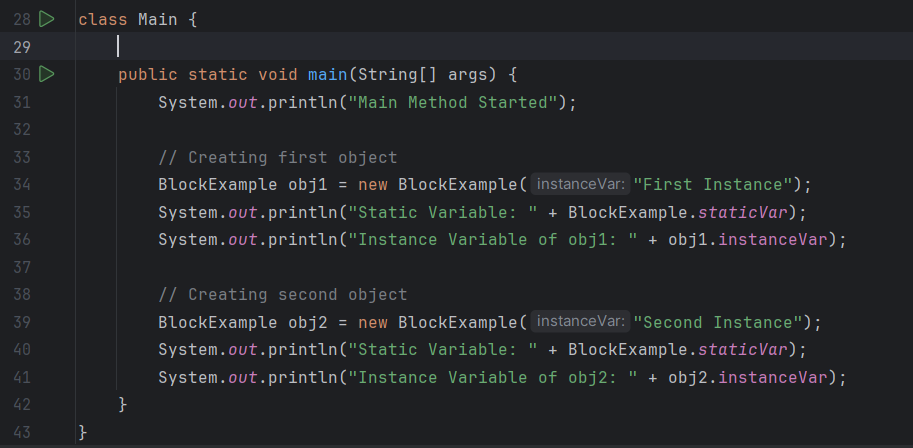 28 class Main {
29
30 public static void main(String[] args) {
31 System.out.println("Main Method Started");
32
33 // Creating first object
34 BlockExample obj1 = new BlockExample( instanceVar: "First Instance");
35 System.out.println("Static Variable: " + BlockExample.staticVar);
36 System.out.println("Instance Variable of obj1: " + obj1.instanceVar);
37
38 // Creating second object
39 BlockExample obj2 = new BlockExample( instanceVar: "Second Instance");
40 System.out.println("Static Variable: " + BlockExample.staticVar);
41 System.out.println("Instance Variable of obj2: " + obj2.instanceVar);
42 }
43 }